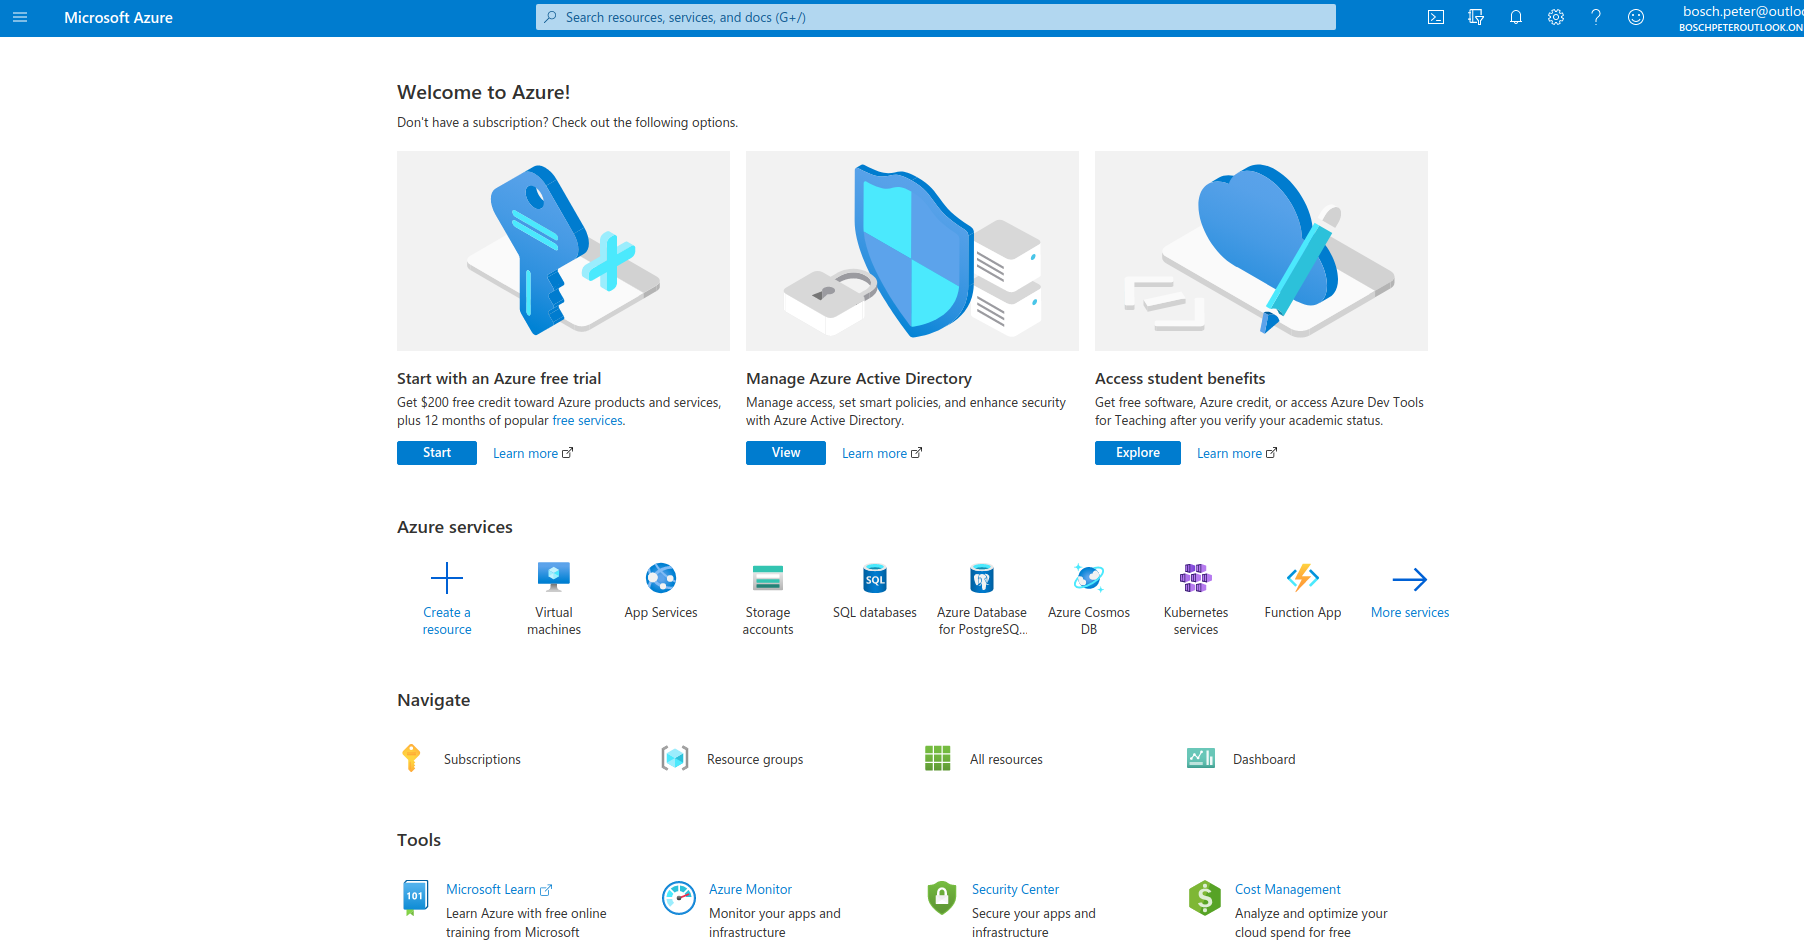 Microsoft Azure
Search resources, services, and docs (G+/)
bosch.peter@outloo
BOSCHPETEROUTLOOK.ON
Welcome to Azure!
Don't have a subscription? Check out the following options.
Start with an Azure free trial
Get $200 free credit toward Azure products and services,
plus 12 months of popular free services.
Start
Learn more
Manage Azure Active Directory
Manage access, set smart policies, and enhance security
with Azure Active Directory.
View
Learn more
Access student benefits
Get free software, Azure credit, or access Azure Dev Tools
for Teaching after you verify your academic status.
Explore
Learn more
Azure services
Create a
resource
Virtual
machines
App Services
Storage
accounts
SQL
SQL databases
Azure Database
for PostgreSQ...
Azure Cosmos
DB
Kubernetes
services
Function App
More services
Navigate
Subscriptions
Resource groups
All resources
Dashboard
Tools
101
Microsoft Learn
Learn Azure with free online
training from Microsoft
Azure Monitor
Monitor your apps and
infrastructure
Security Center
Secure your apps and
infrastructure
$
Cost Management
Analyze and optimize your
cloud spend for free